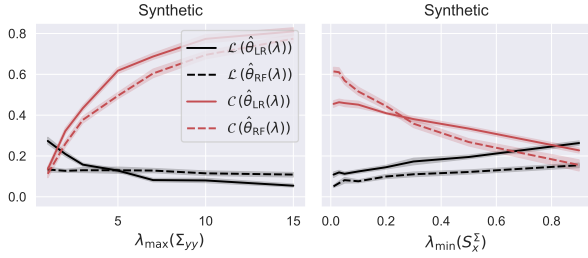 Synthetic
Synthetic
0.8
0.6
0.4
0.2
0.0
ℒ(θ̂_LR(λ))
ℒ(θ̂_RF(λ))
𝒞(θ̂_LR(λ))
𝒞(θ̂_RF(λ))
5
10
15
λ_max(Σ_yy)
0.0
0.2
0.4
0.6
0.8
λ_min(S_x^Σ)